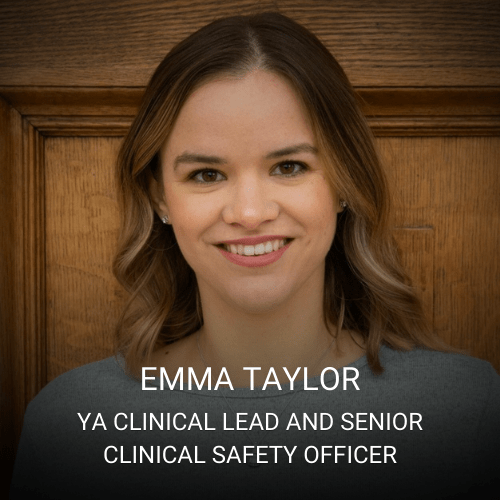 EMMA TAYLOR
YA CLINICAL LEAD AND SENIOR
CLINICAL SAFETY OFFICER